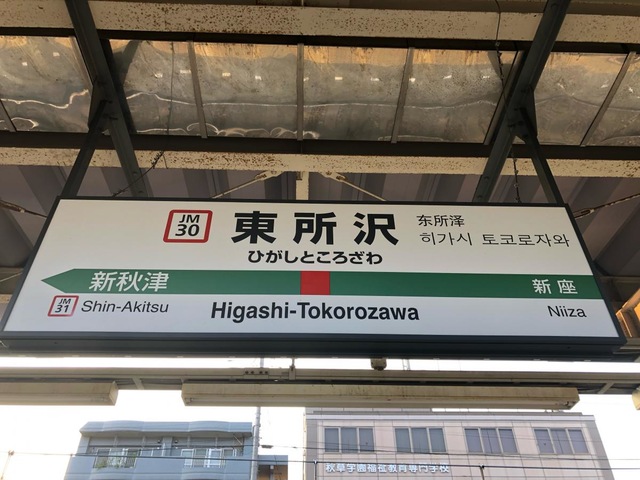 JM
30
東所沢
东所泽
히가시 토코로자와
ひがしところざわ
新秋津
新座
JM
31
Shin-Akitsu
Higashi-Tokorozawa
Niiza
秋草学園福祉教育専門学校